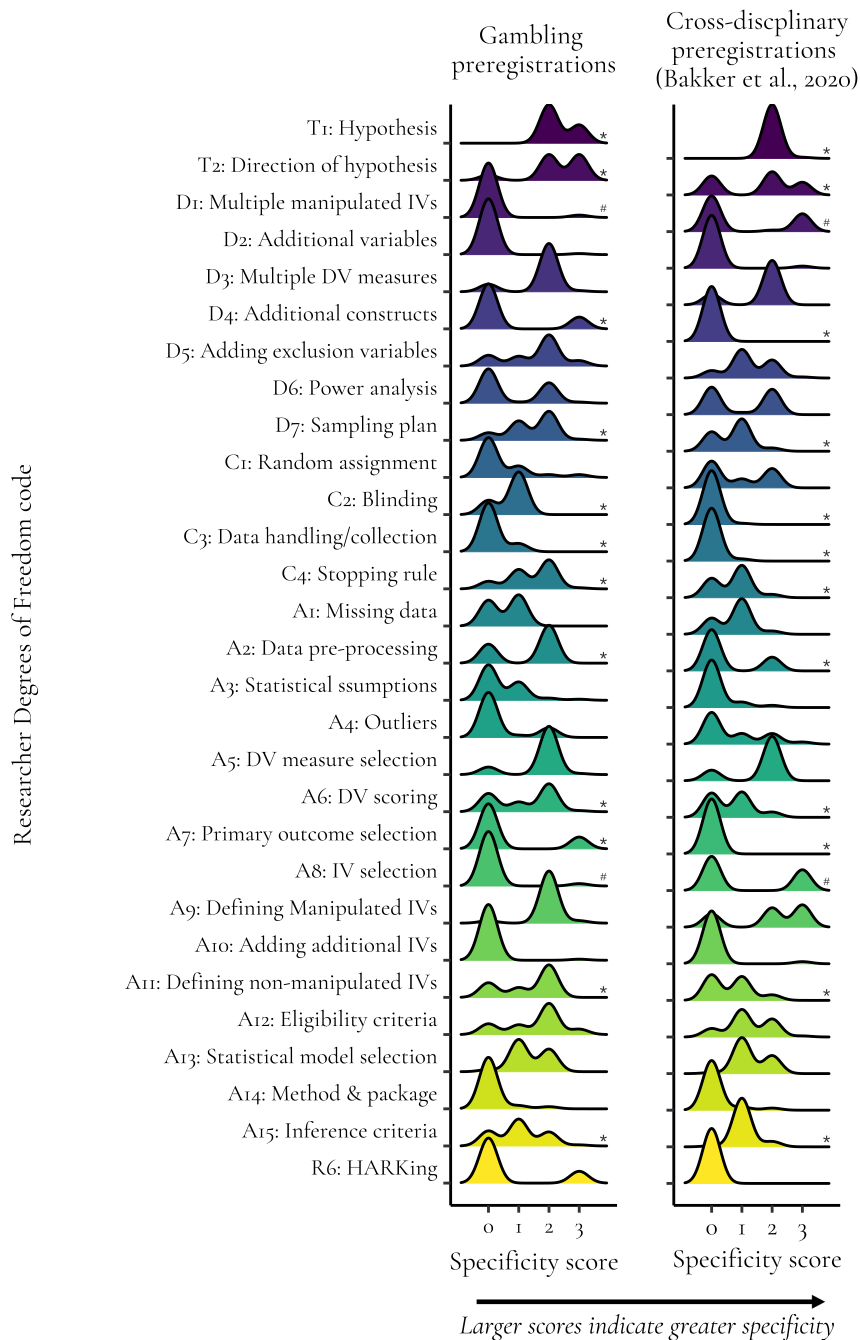 Gambling
preregistrations
Cross-discplinary
preregistrations
(Bakker et al., 2020)
Researcher Degrees of Freedom code
T1: Hypothesis * *
T2: Direction of hypothesis * *
D1: Multiple manipulated IVs # #
D2: Additional variables
D3: Multiple DV measures
D4: Additional constructs * *
D5: Adding exclusion variables
D6: Power analysis
D7: Sampling plan * *
C1: Random assignment
C2: Blinding * *
C3: Data handling/collection * *
C4: Stopping rule * *
A1: Missing data
A2: Data pre-processing * *
A3: Statistical ssumptions
A4: Outliers
A5: DV measure selection
A6: DV scoring * *
A7: Primary outcome selection * *
A8: IV selection # #
A9: Defining Manipulated IVs
A10: Adding additional IVs
A11: Defining non-manipulated IVs * *
A12: Eligibility criteria
A13: Statistical model selection
A14: Method & package
A15: Inference criteria * *
R6: HARKing
0 1 2 3
0 1 2 3
Specificity score
Specificity score
Larger scores indicate greater specificity